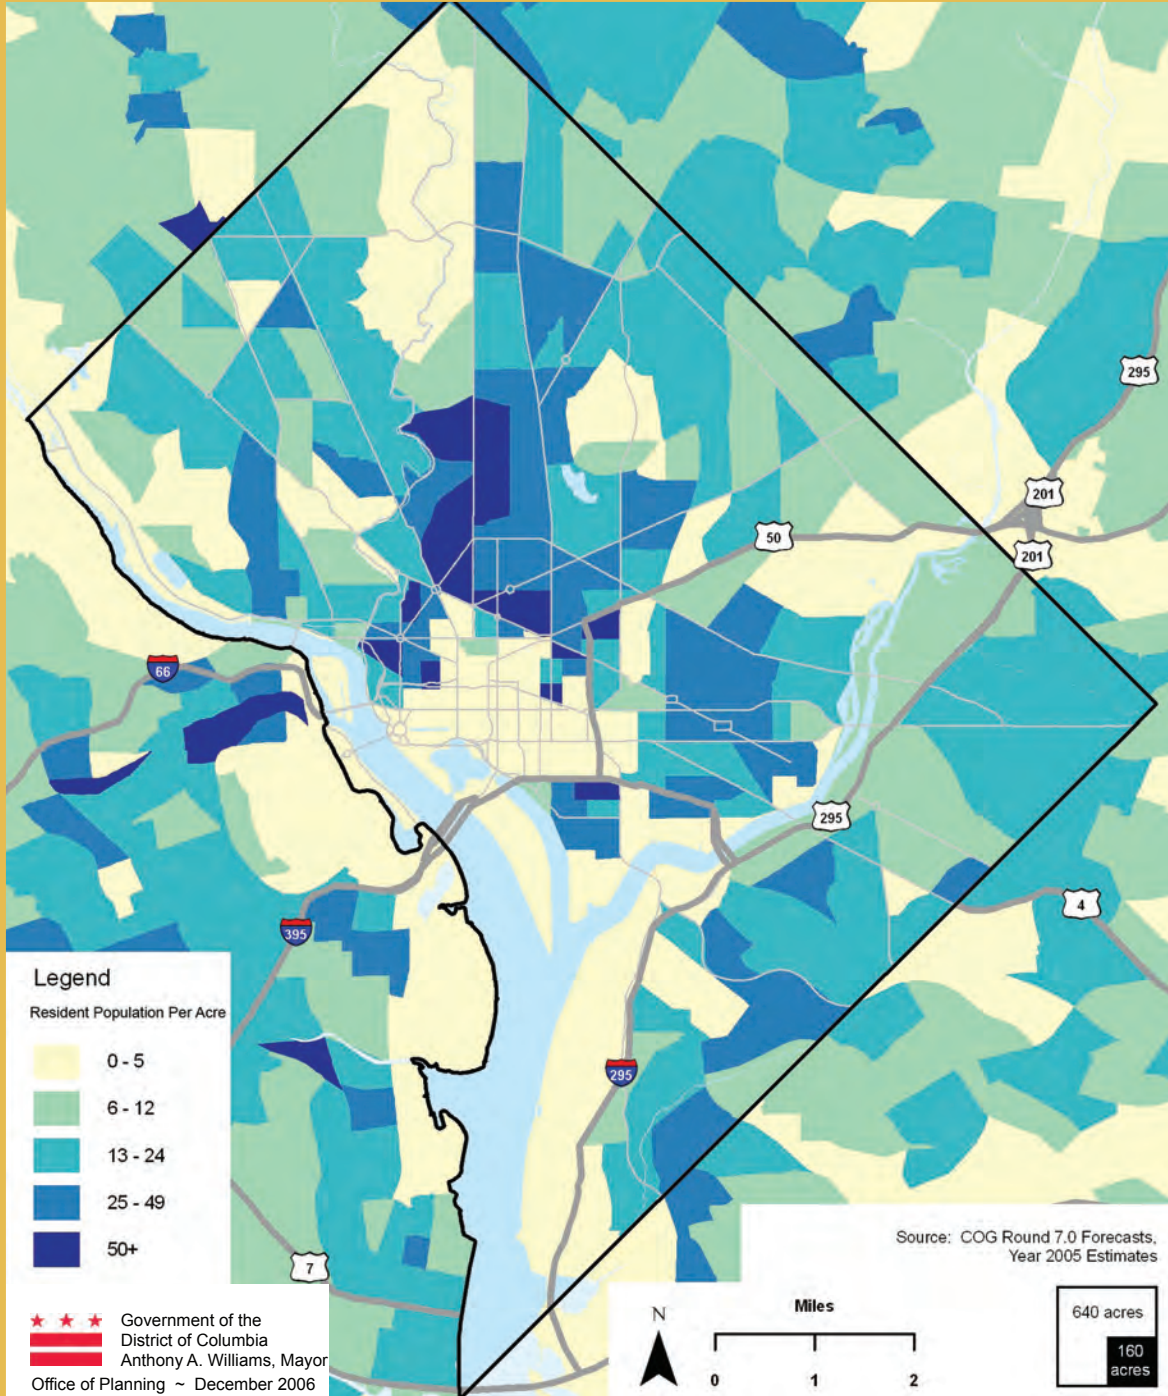 295
201
50
201
66
295
4
395
Legend
Resident Population Per Acre
0 - 5
6 - 12
13 - 24
25 - 49
50+
295
7
Source: COG Round 7.0 Forecasts,
Year 2005 Estimates
Government of the
District of Columbia
Anthony A. Williams, Mayor
Office of Planning ~ December 2006
N
Miles
0 1 2
640 acres
160
acres